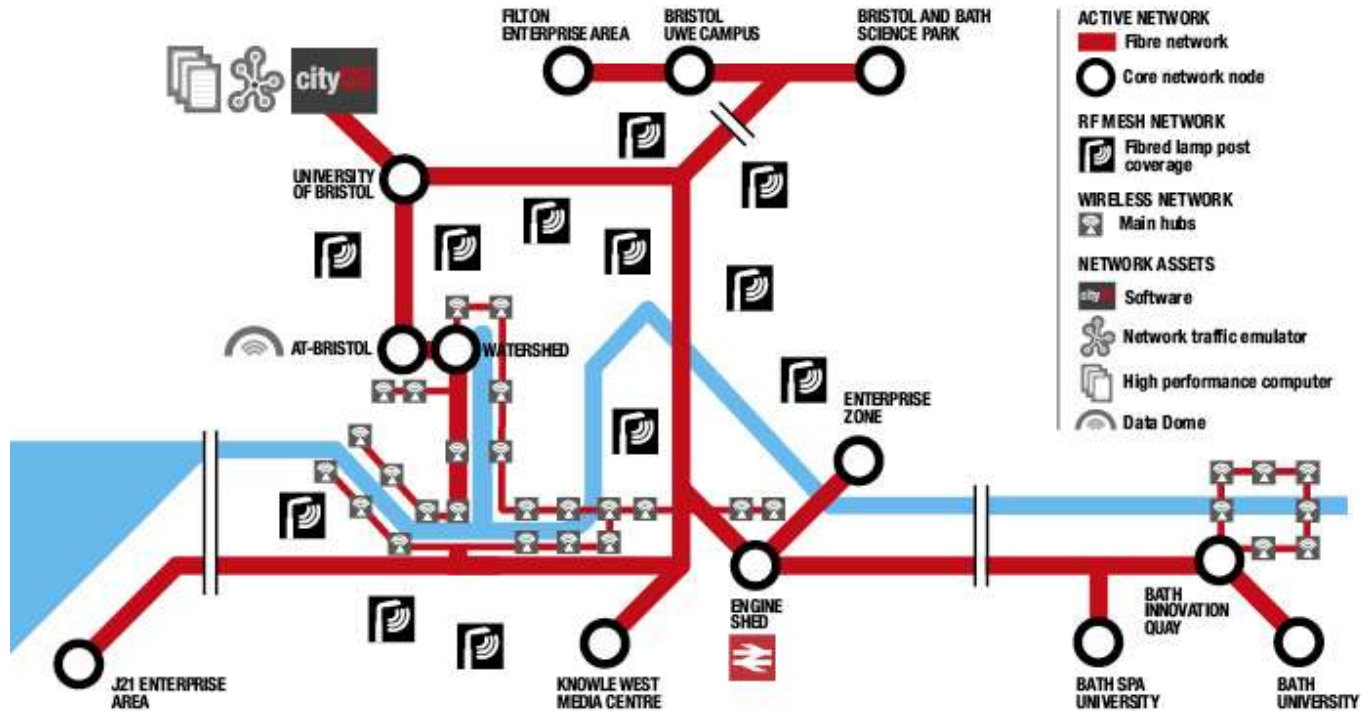 FILTON
ENTERPRISE AREA
BRISTOL
UWE CAMPUS
BRISTOL AND BATH
SCIENCE PARK
cityOS
UNIVERSITY
OF BRISTOL
AT-BRISTOL
WATERSHED
ENTERPRISE
ZONE
ENGINE
SHED
BATH
INNOVATION
QUAY
J21 ENTERPRISE
AREA
KNOWLE WEST
MEDIA CENTRE
BATH SPA
UNIVERSITY
BATH
UNIVERSITY
ACTIVE NETWORK
Fibre network
Core network node
RF MESH NETWORK
Fibred lamp post
coverage
WIRELESS NETWORK
Main hubs
NETWORK ASSETS
cityOS Software
Network traffic emulator
High performance computer
Data Dome